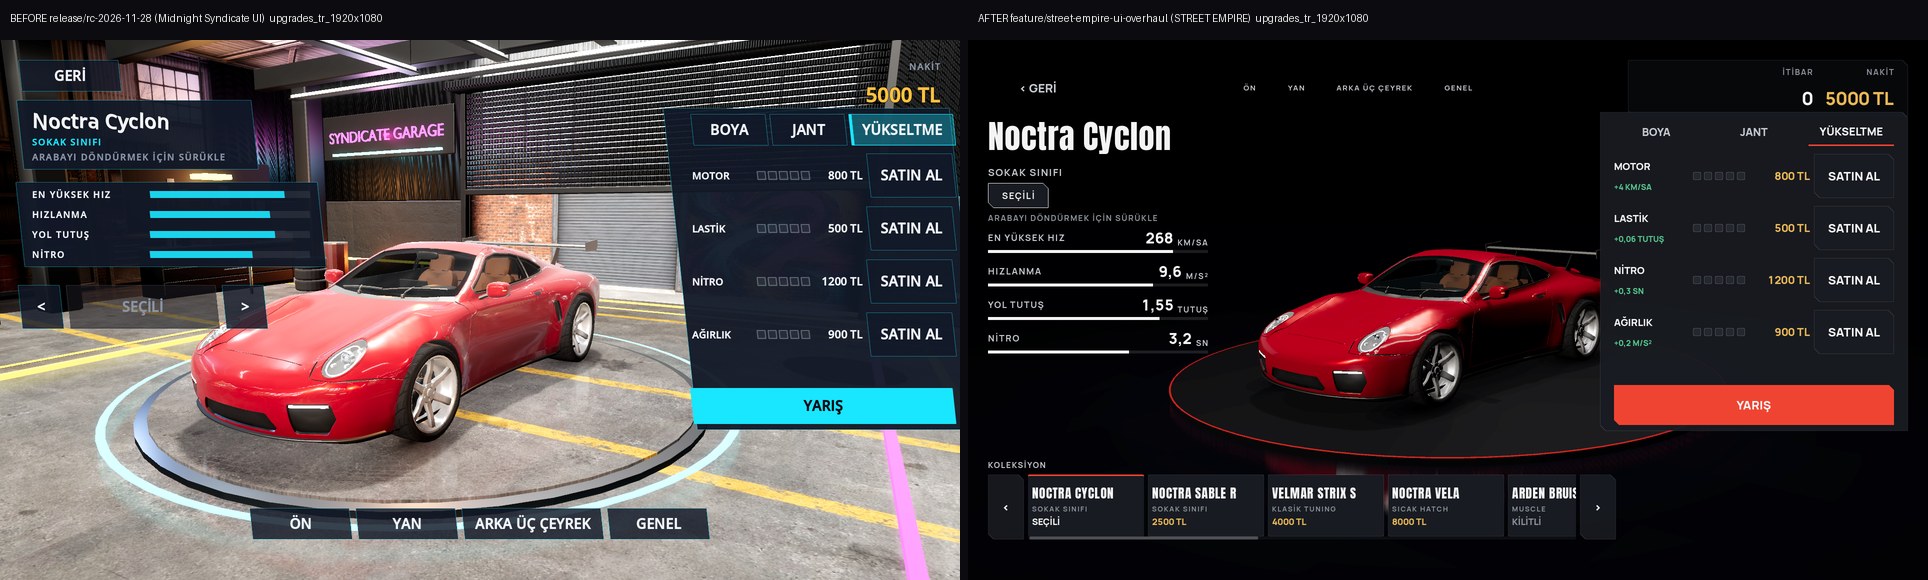 BEFORE release/rc-2026-11-28 (Midnight Syndicate UI) upgrades_tr_1920x1080
GERİ
NAKİT
5000 TL
Noctra Cyclon
SOKAK SINIFI
ARABAYI DÖNDÜRMEK İÇİN SÜRÜKLE
SYNDICATE GARAGE
BOYA
JANT
YÜKSELTME
EN YÜKSEK HIZ
HIZLANMA
YOL TUTUŞ
NİTRO
<
SEÇİLİ
>
MOTOR 800 TL SATIN AL
LASTİK 500 TL SATIN AL
NİTRO 1200 TL SATIN AL
AĞIRLIK 900 TL SATIN AL
YARIŞ
ÖN
YAN
ARKA ÜÇ ÇEYREK
GENEL
AFTER feature/street-empire-ui-overhaul (STREET EMPIRE) upgrades_tr_1920x1080
‹ GERİ
ÖN
YAN
ARKA ÜÇ ÇEYREK
GENEL
İTİBAR NAKİT
0 5000 TL
Noctra Cyclon
SOKAK SINIFI
SEÇİLİ
ARABAYI DÖNDÜRMEK İÇİN SÜRÜKLE
EN YÜKSEK HIZ 268 KM/SA
HIZLANMA 9,6 M/S²
YOL TUTUŞ 1,55 TUTUŞ
NİTRO 3,2 SN
BOYA
JANT
YÜKSELTME
MOTOR 800 TL SATIN AL
+4 KM/SA
LASTİK 500 TL SATIN AL
+0,06 TUTUŞ
NİTRO 1200 TL SATIN AL
+0,3 SN
AĞIRLIK 900 TL SATIN AL
+0,2 M/S²
YARIŞ
KOLEKSİYON
‹
NOCTRA CYCLON
SOKAK SINIFI
SEÇİLİ
NOCTRA SABLE R
SOKAK SINIFI
2500 TL
VELMAR STRIX S
KLASİK TUNING
4000 TL
NOCTRA VELA
SICAK HATCH
8000 TL
ARDEN BRUIS
MUSCLE
KİLİTLİ
›